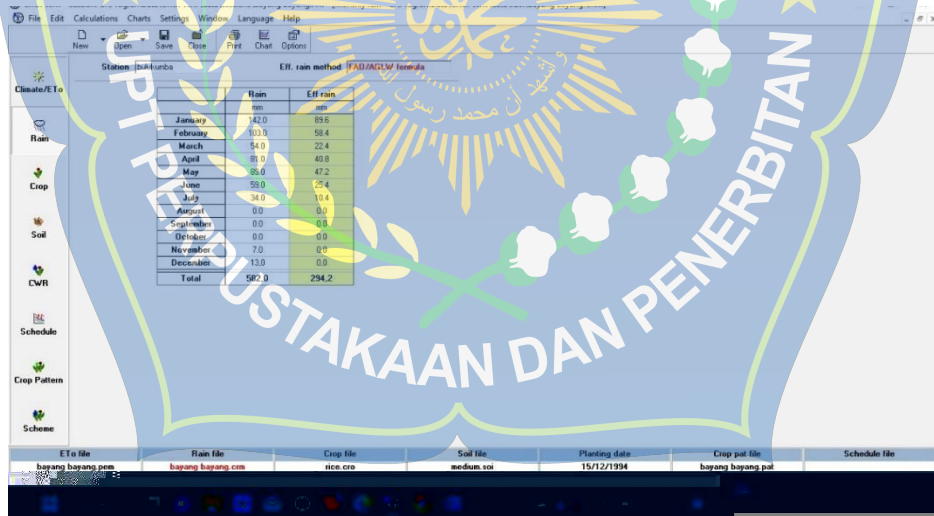 File Edit Calculations Charts Settings Window Language Help
New Open Save Close Print Chart Options
Station bulukumba Eff. rain method FAO/AGLW formula
Climate/ETo
Rain
Crop
Soil
CWR
Schedule
Crop Pattern
Scheme
Rain Eff rain
mm mm
January 142.0 89.6
February 103.0 58.4
March 54.0 22.4
April 81.0 40.8
May 89.0 47.2
June 59.0 25.4
July 34.0 10.4
August 0.0 0.0
September 0.0 0.0
October 0.0 0.0
November 7.0 0.0
December 13.0 0.0
Total 582.0 294.2
UPT PERPUSTAKAAN DAN PENERBITAN
ETo file Rain file Crop file Soil file Planting date Crop pat file Schedule file
bayang bayang.pem bayang bayang.crm rice.cro medium.soi 15/12/1994 bayang bayang.pat